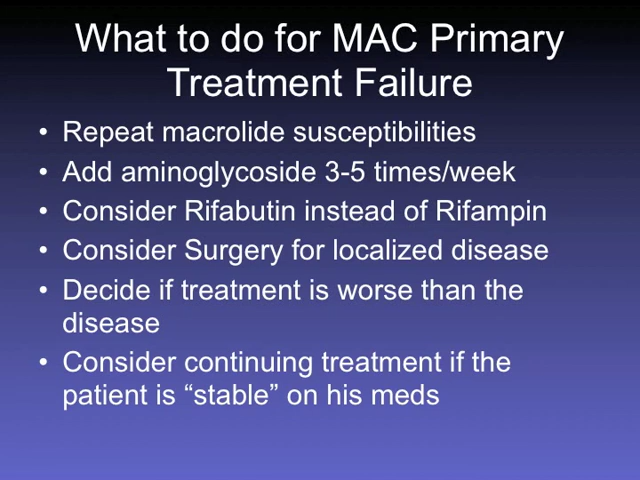 What to do for MAC Primary
Treatment Failure
• Repeat macrolide susceptibilities
• Add aminoglycoside 3-5 times/week
• Consider Rifabutin instead of Rifampin
• Consider Surgery for localized disease
• Decide if treatment is worse than the
disease
• Consider continuing treatment if the
patient is “stable” on his meds